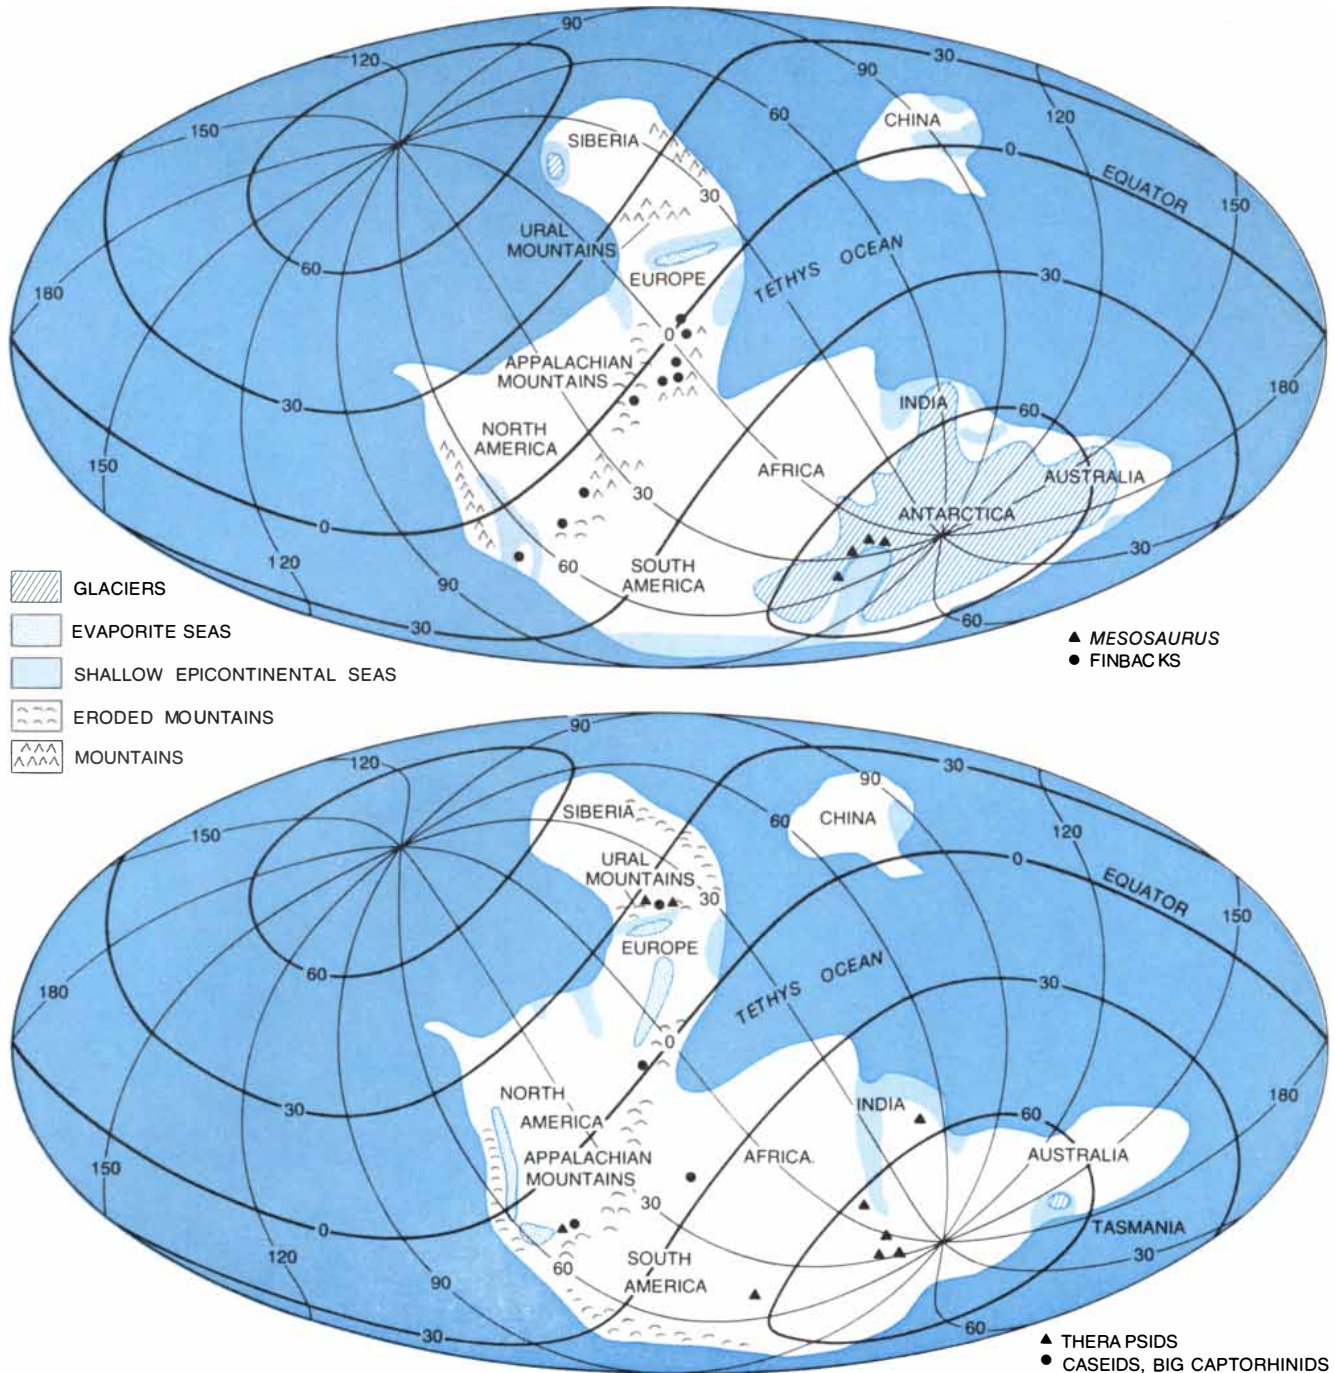 90
120
30
90
150
60
CHINA
120
SIBERIA
0
EQUATOR
30
150
URAL
MOUNTAINS
TETHYS OCEAN
60
EUROPE
30
180
0
APPALACHIAN
MOUNTAINS
180
30
INDIA
60
NORTH
AMERICA
150
AFRICA
AUSTRALIA
30
ANTARCTICA
0
30
120
60
SOUTH
AMERICA
90
30
60
GLACIERS
EVAPORITE SEAS
SHALLOW EPICONTINENTAL SEAS
ERODED MOUNTAINS
MOUNTAINS
▲ MESOSAURUS
● FINBACKS
90
120
30
90
SIBERIA
CHINA
60
150
120
URAL
MOUNTAINS
0
EQUATOR
30
150
EUROPE
60
TETHYS OCEAN
30
180
0
NORTH
AMERICA
INDIA
180
30
60
APPALACHIAN
MOUNTAINS
AFRICA.
AUSTRALIA
150
30
0
TASMANIA
120
SOUTH
AMERICA
60
30
90
30
60
▲ THERAPSIDS
● CASEIDS, BIG CAPTORHINIDS